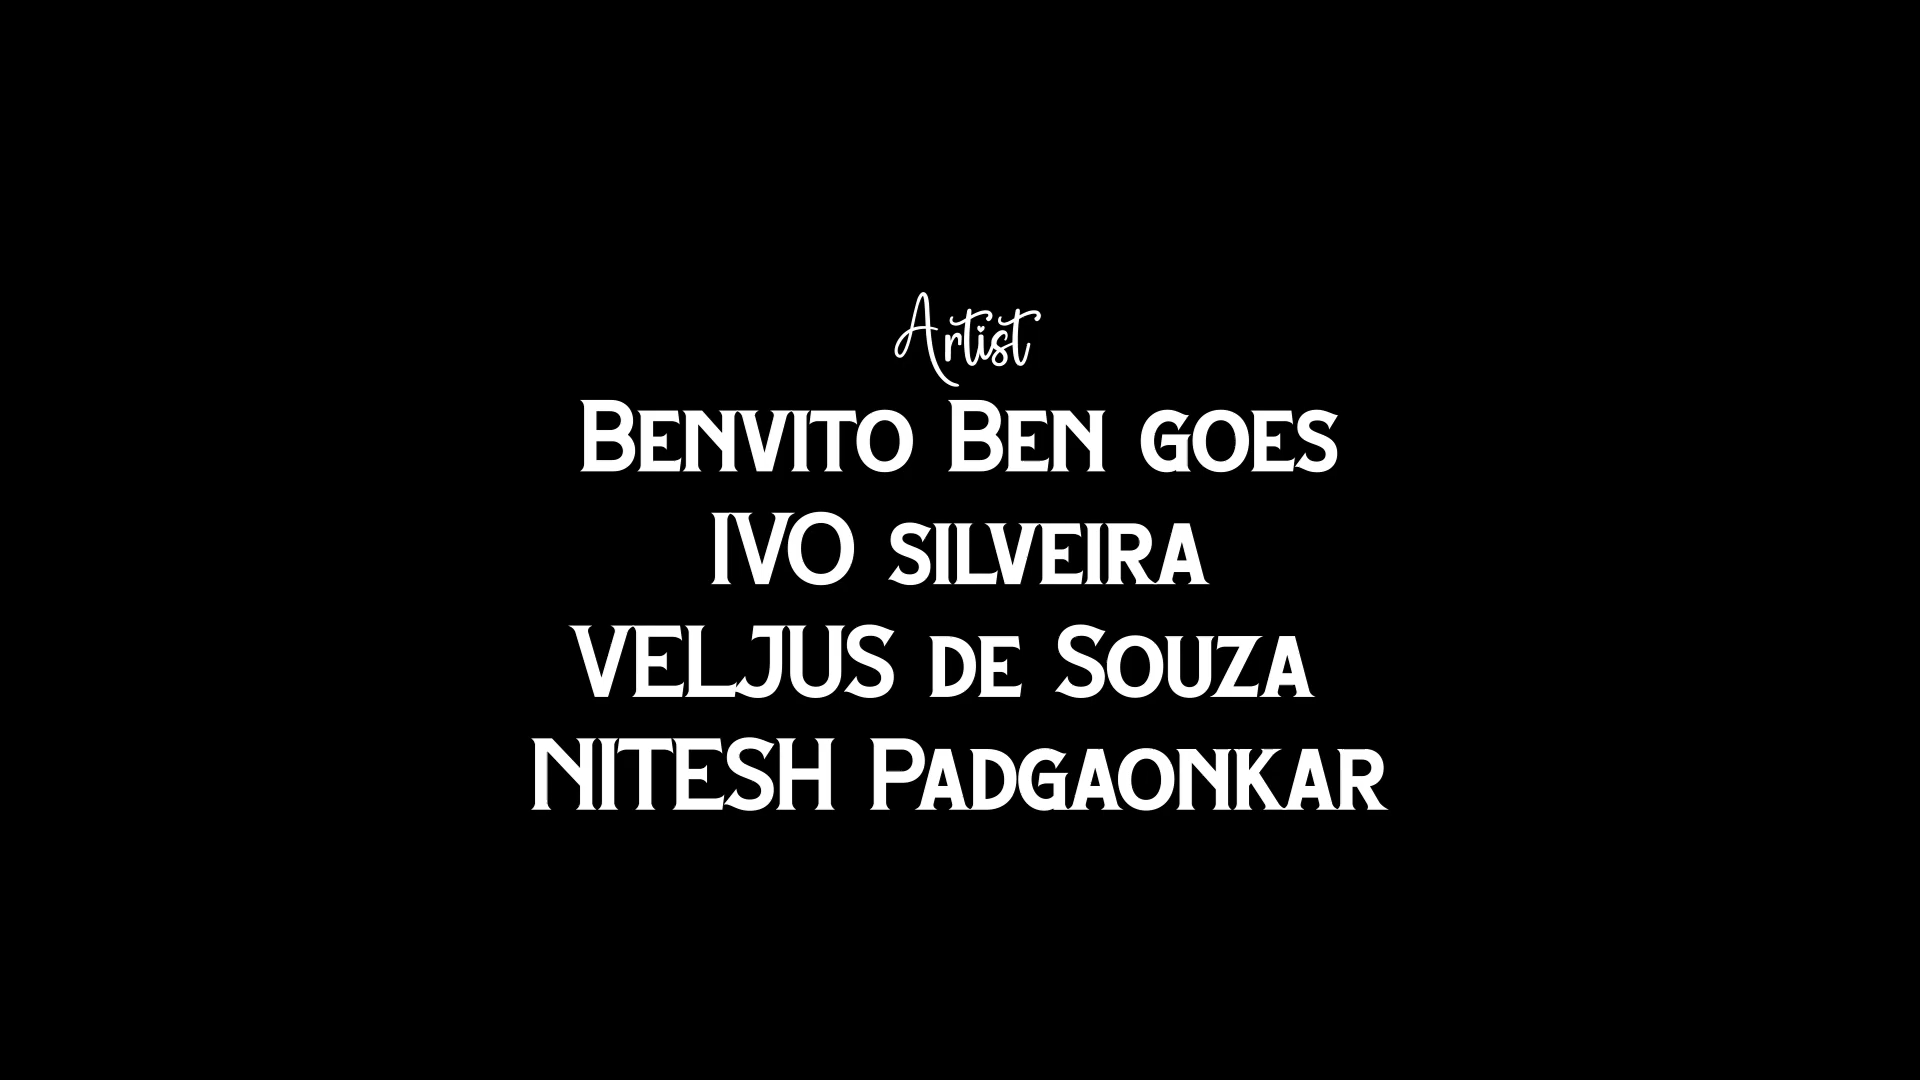 Artist
Benvito Ben goes
IVO silveira
VELJUS de Souza
NITESH Padgaonkar